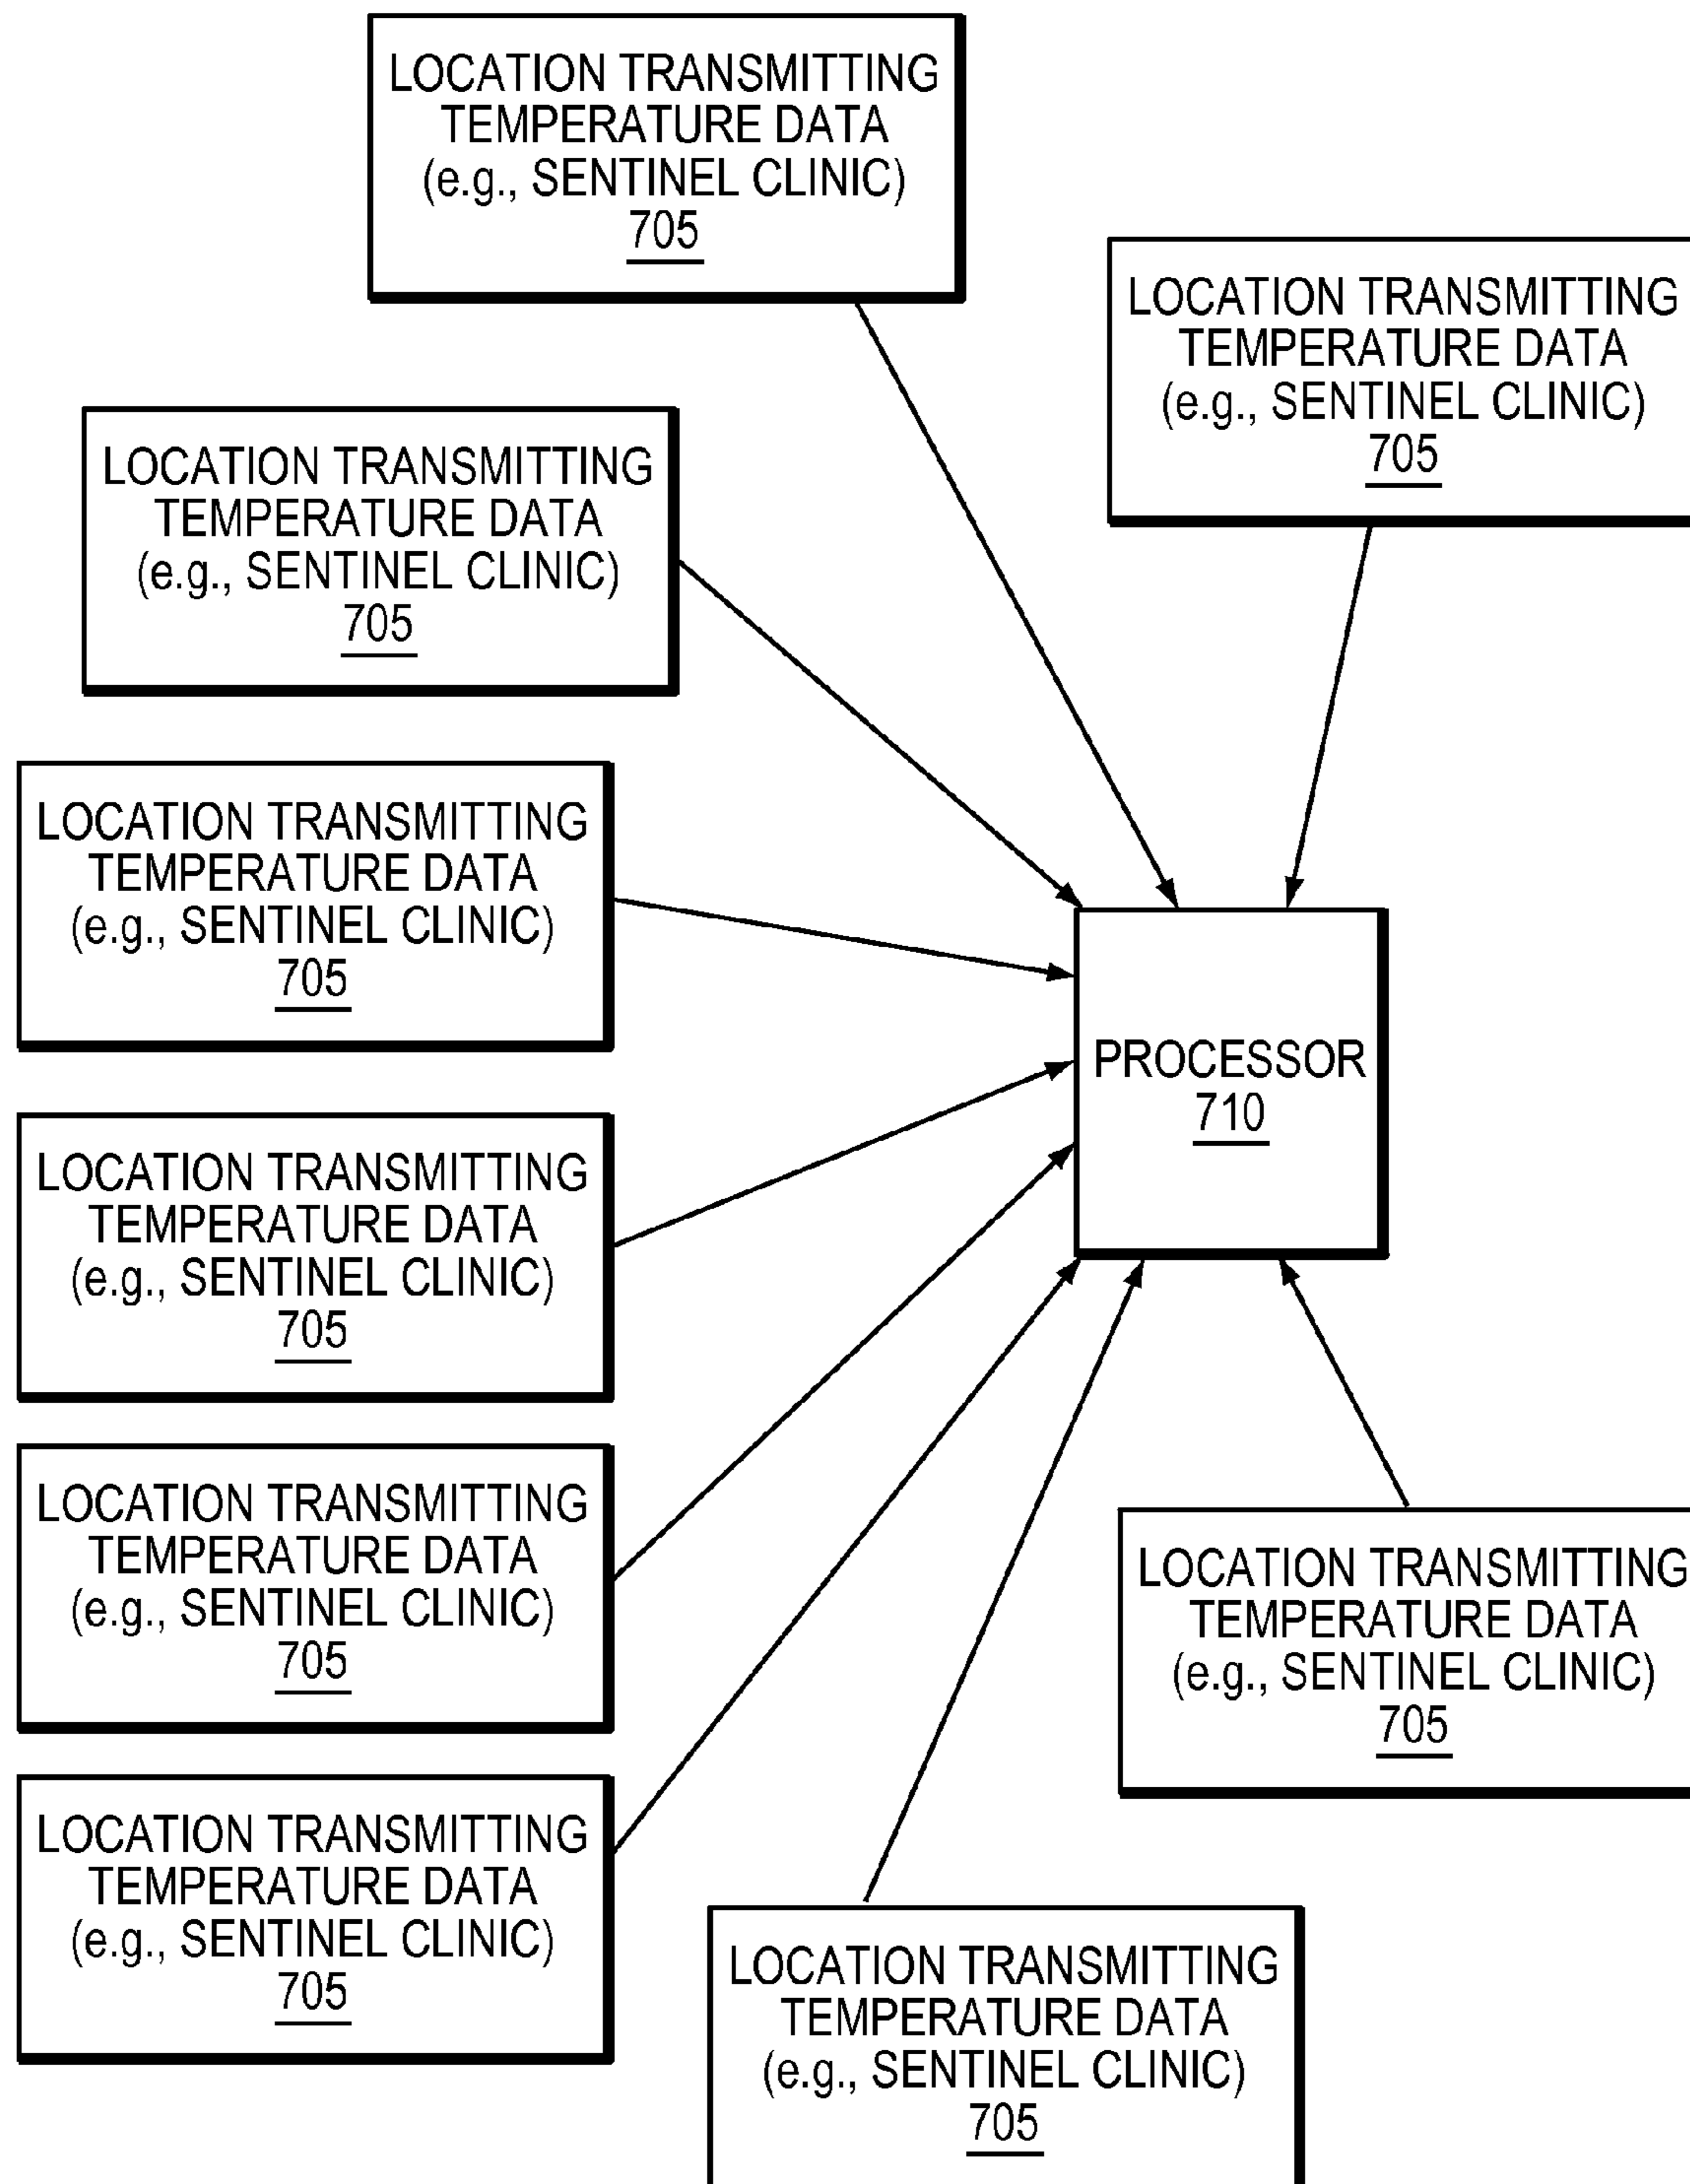 LOCATION TRANSMITTING
TEMPERATURE DATA
(e.g., SENTINEL CLINIC)
705
LOCATION TRANSMITTING
TEMPERATURE DATA
(e.g., SENTINEL CLINIC)
705
LOCATION TRANSMITTING
TEMPERATURE DATA
(e.g., SENTINEL CLINIC)
705
LOCATION TRANSMITTING
TEMPERATURE DATA
(e.g., SENTINEL CLINIC)
705
PROCESSOR
710
LOCATION TRANSMITTING
TEMPERATURE DATA
(e.g., SENTINEL CLINIC)
705
LOCATION TRANSMITTING
TEMPERATURE DATA
(e.g., SENTINEL CLINIC)
705
LOCATION TRANSMITTING
TEMPERATURE DATA
(e.g., SENTINEL CLINIC)
705
LOCATION TRANSMITTING
TEMPERATURE DATA
(e.g., SENTINEL CLINIC)
705
LOCATION TRANSMITTING
TEMPERATURE DATA
(e.g., SENTINEL CLINIC)
705